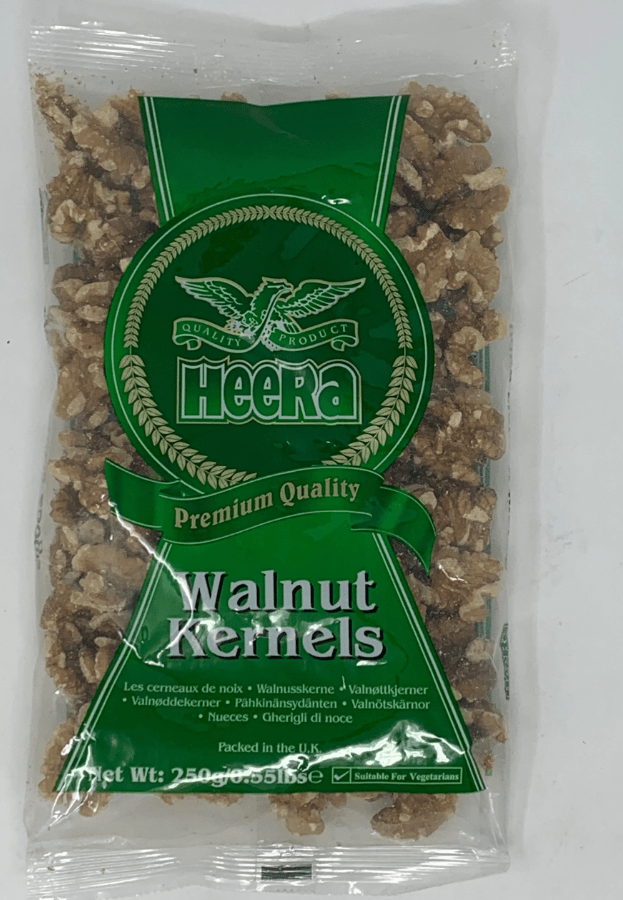 QUALITY PRODUCT
HeeRa
Premium Quality
Walnut
Kernels
Les cerneaux de noix • Walnusskerne • Valnøttkjerner
• Valnøddekerner • Pähkinänsydänten • Valnötskärnor
• Nueces • Gherigli di noce
Packed in the U.K.
Net Wt: 250g/0.55lbs℮ Suitable For Vegetarians